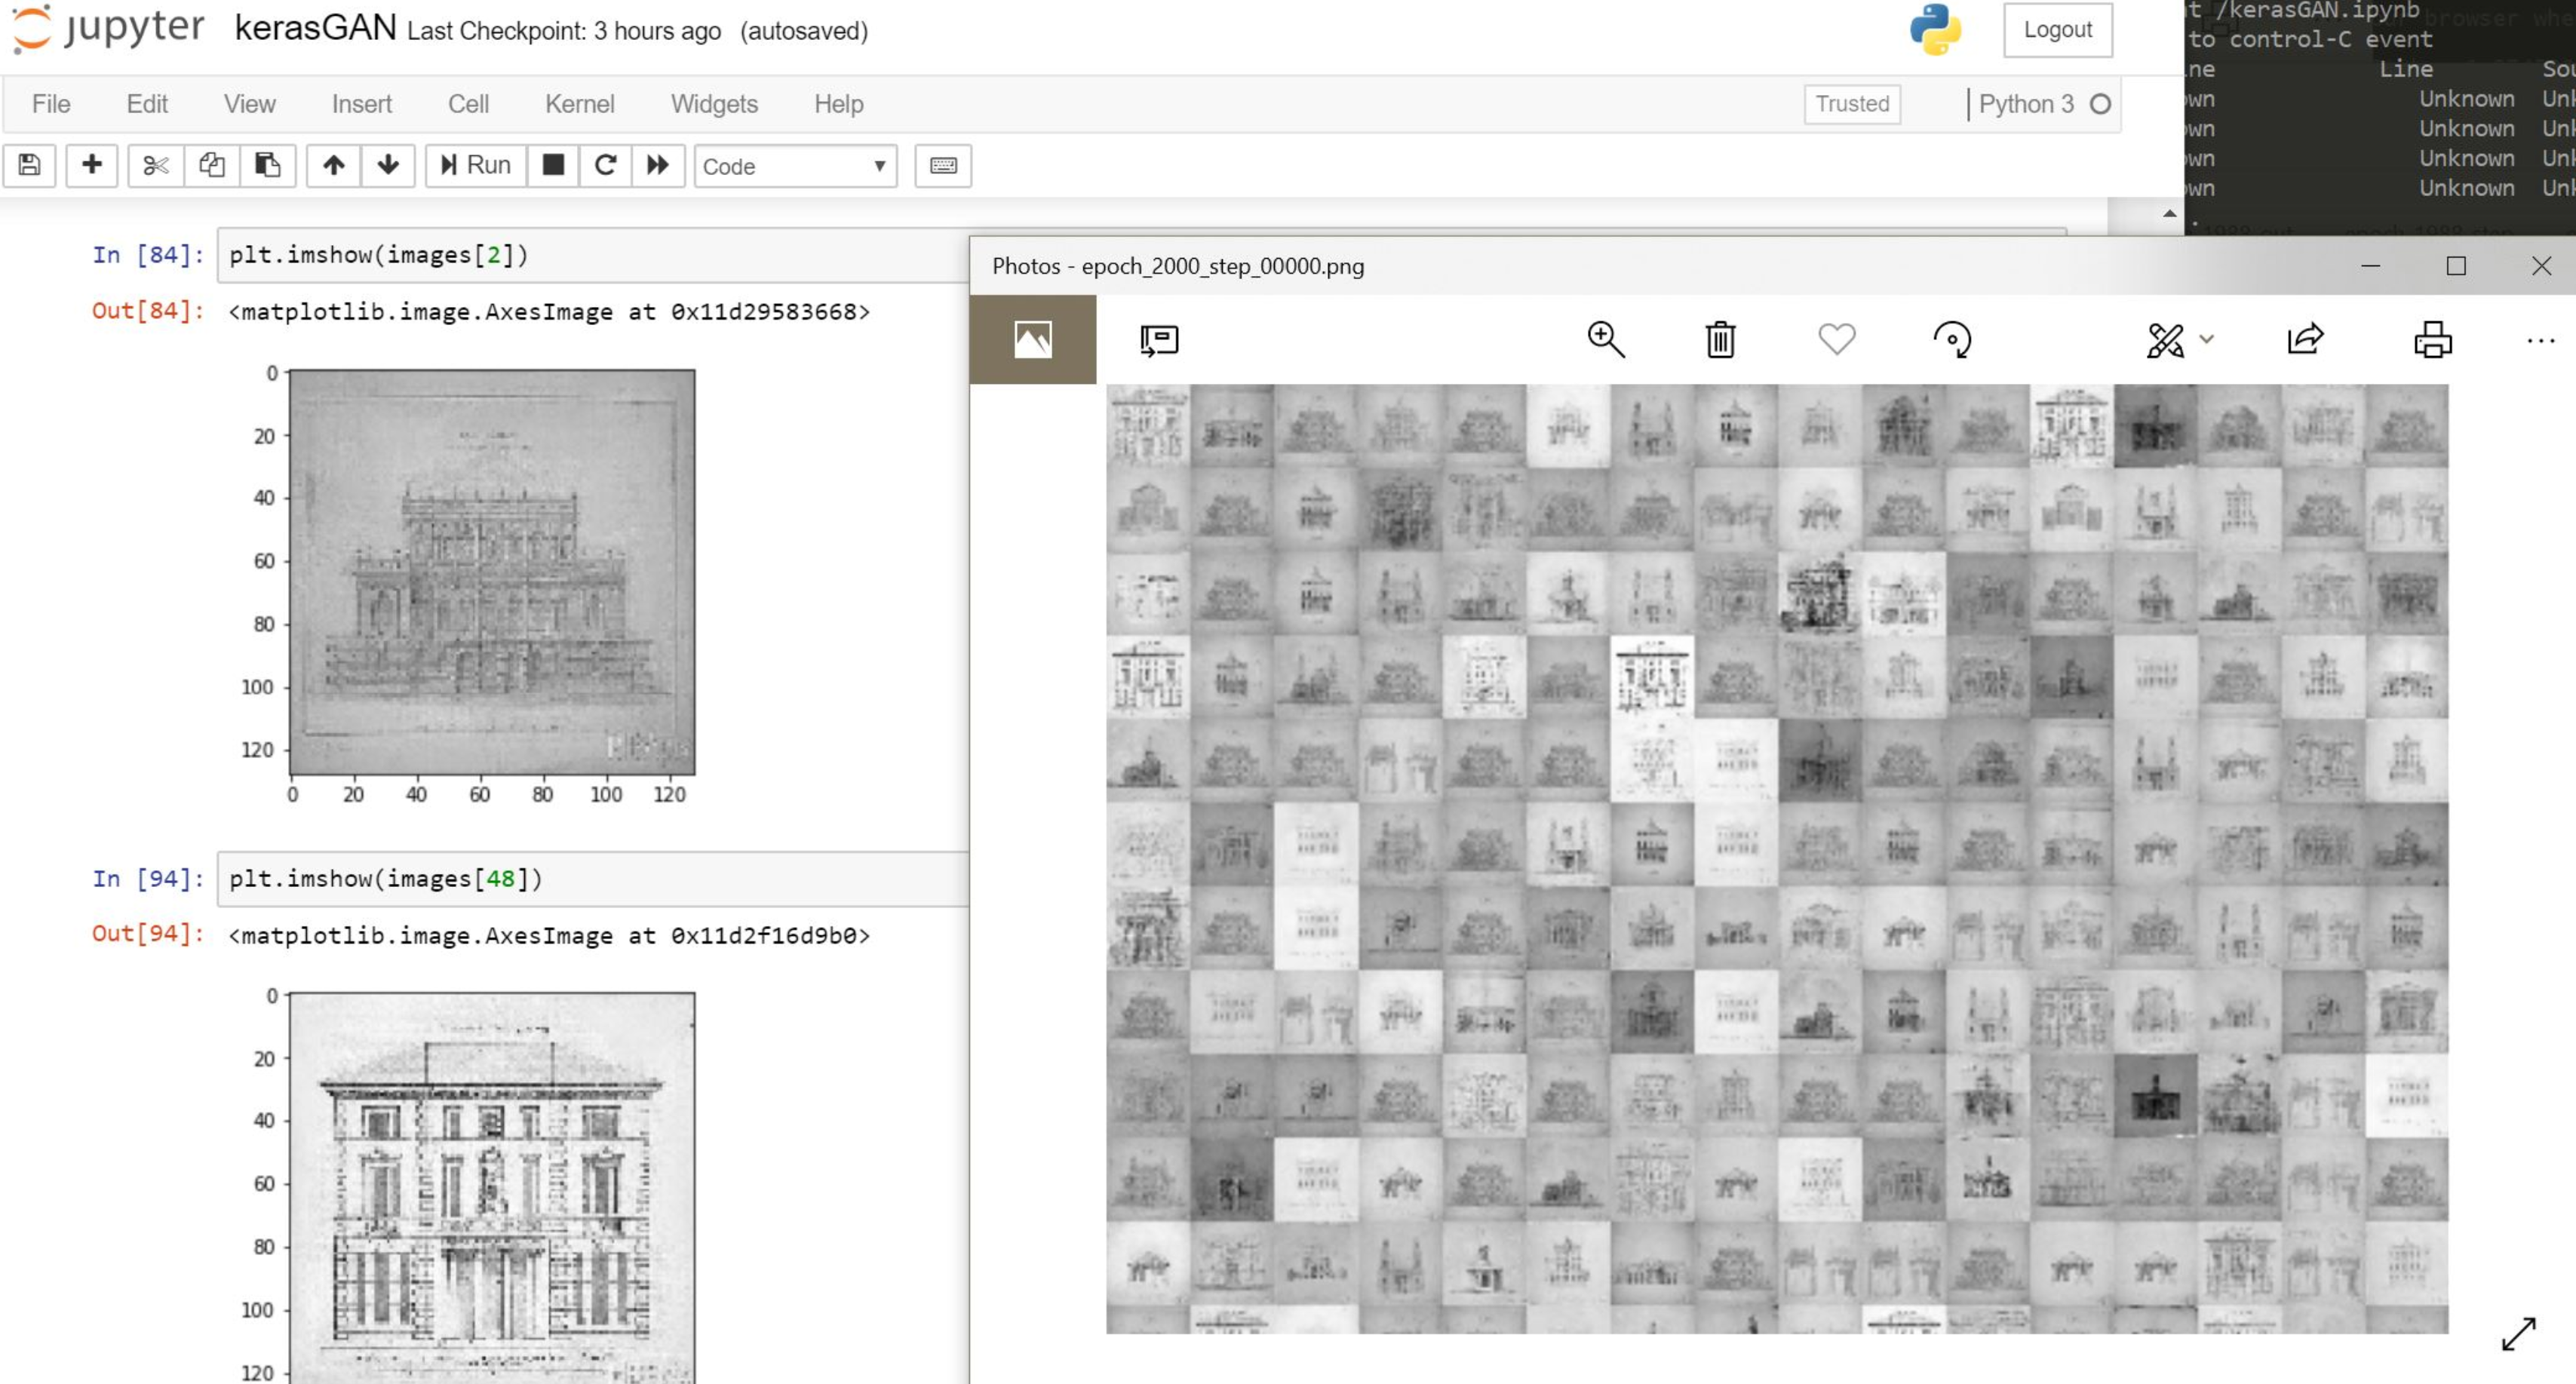 jupyter kerasGAN Last Checkpoint: 3 hours ago (autosaved)
Logout
File Edit View Insert Cell Kernel Widgets Help
Trusted
Python 3
Run
Code
In [84]: plt.imshow(images[2])
Out[84]: <matplotlib.image.AxesImage at 0x11d29583668>
0
20
40
60
80
100
120
0 20 40 60 80 100 120
In [94]: plt.imshow(images[48])
Out[94]: <matplotlib.image.AxesImage at 0x11d2f16d9b0>
0
20
40
60
80
100
120
t /kerasGAN.ipynb
to control-C event
ne Line Sou
wn Unknown Unk
wn Unknown Unk
wn Unknown Unk
wn Unknown Unk
Photos - epoch_2000_step_00000.png